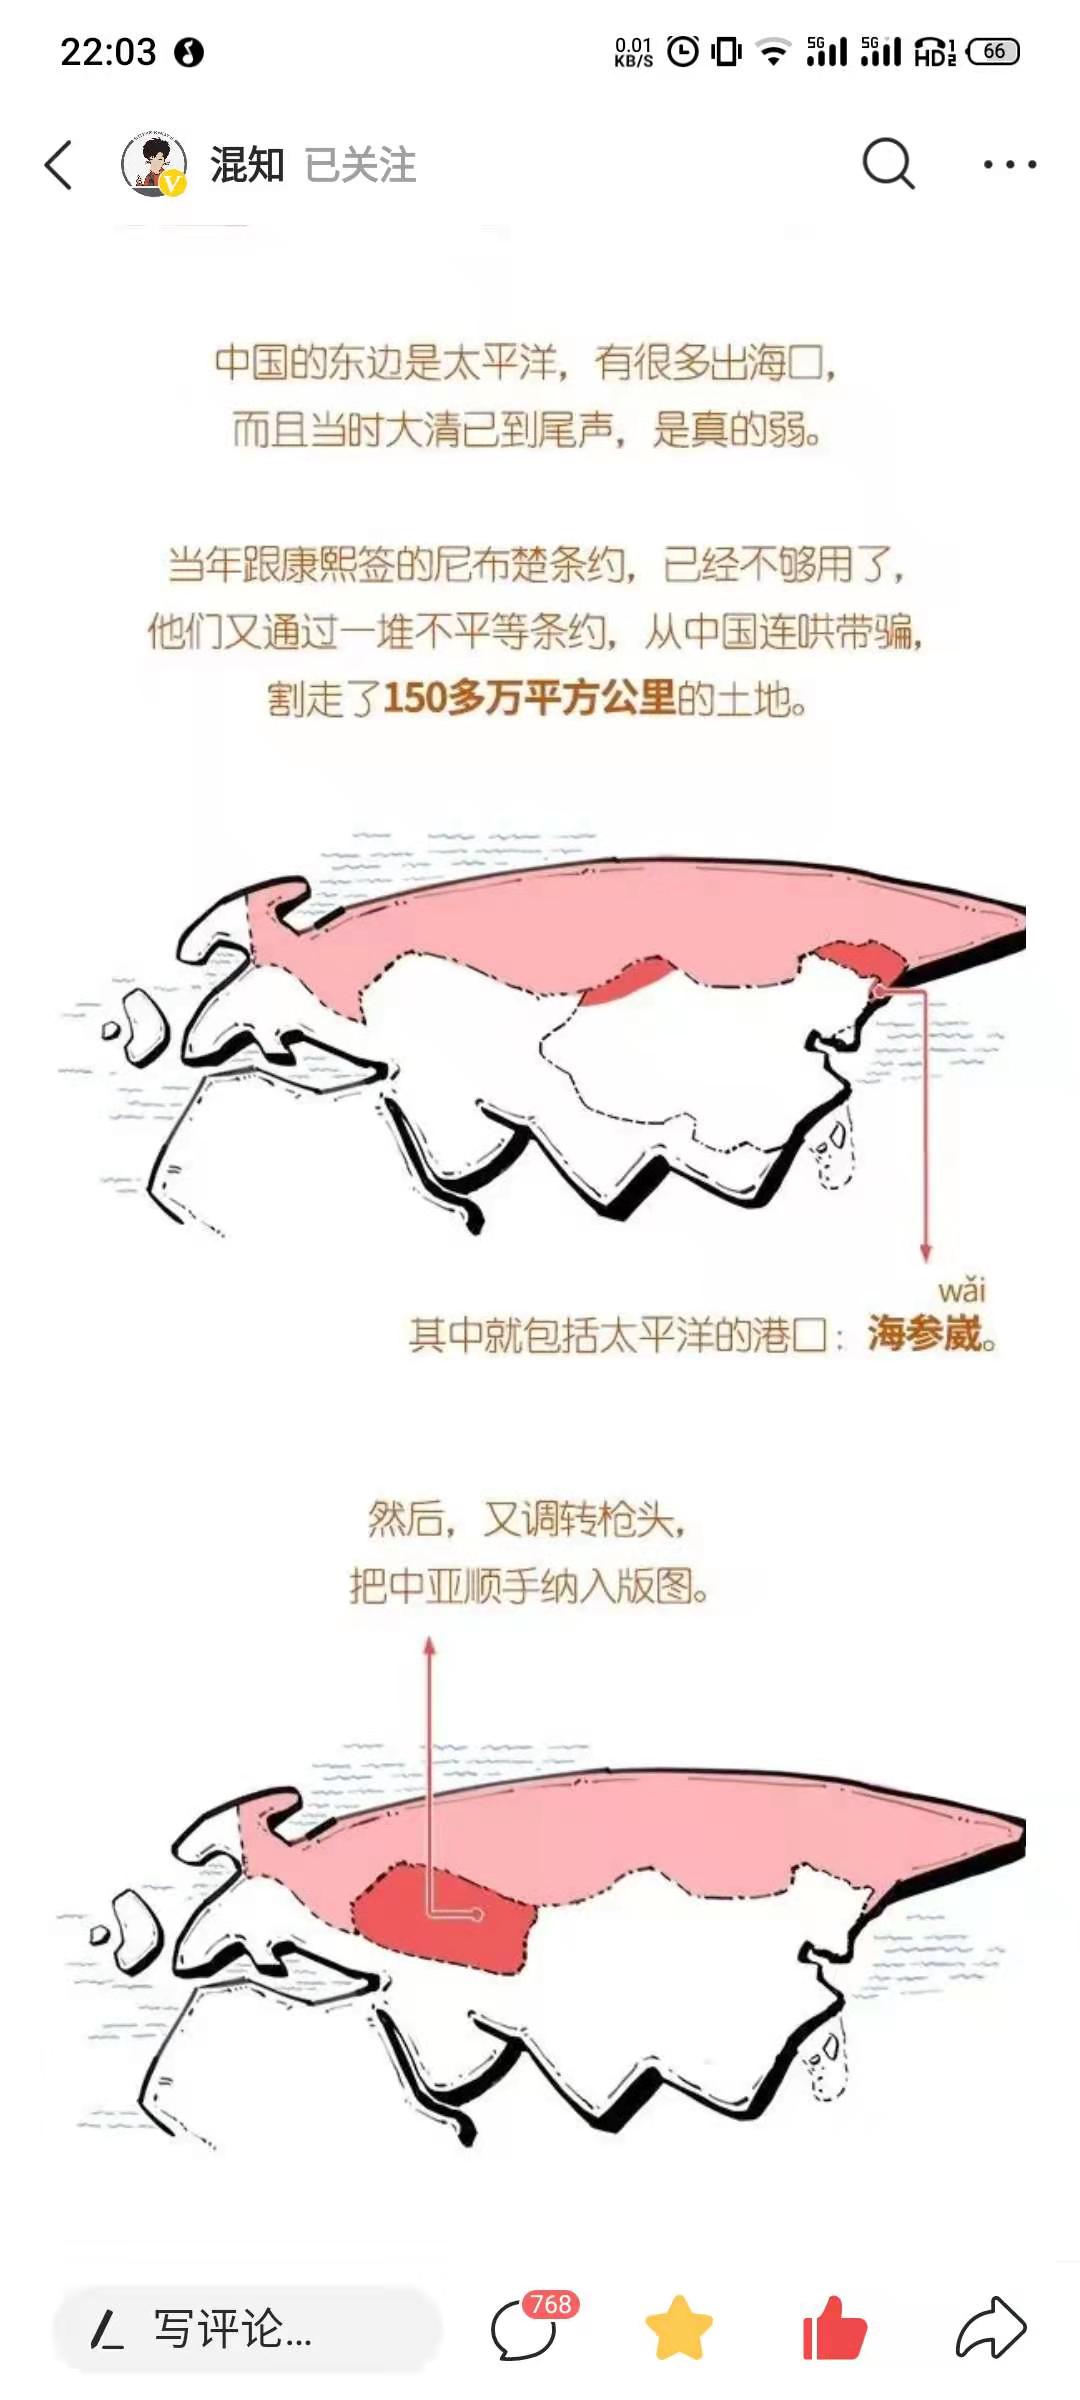 22:03
0.01
KB/S
5G
5G
HD 1 2
66
混知 已关注
中国的东边是太平洋，有很多出海口，
而且当时大清已到尾声，是真的弱。
当年跟康熙签的尼布楚条约，已经不够用了，
他们又通过一堆不平等条约，从中国连哄带骗，
割走了150多万平方公里的土地。
wǎi
其中就包括太平洋的港口：海参崴。
然后，又调转枪头，
把中亚顺手纳入版图。
写评论...
768